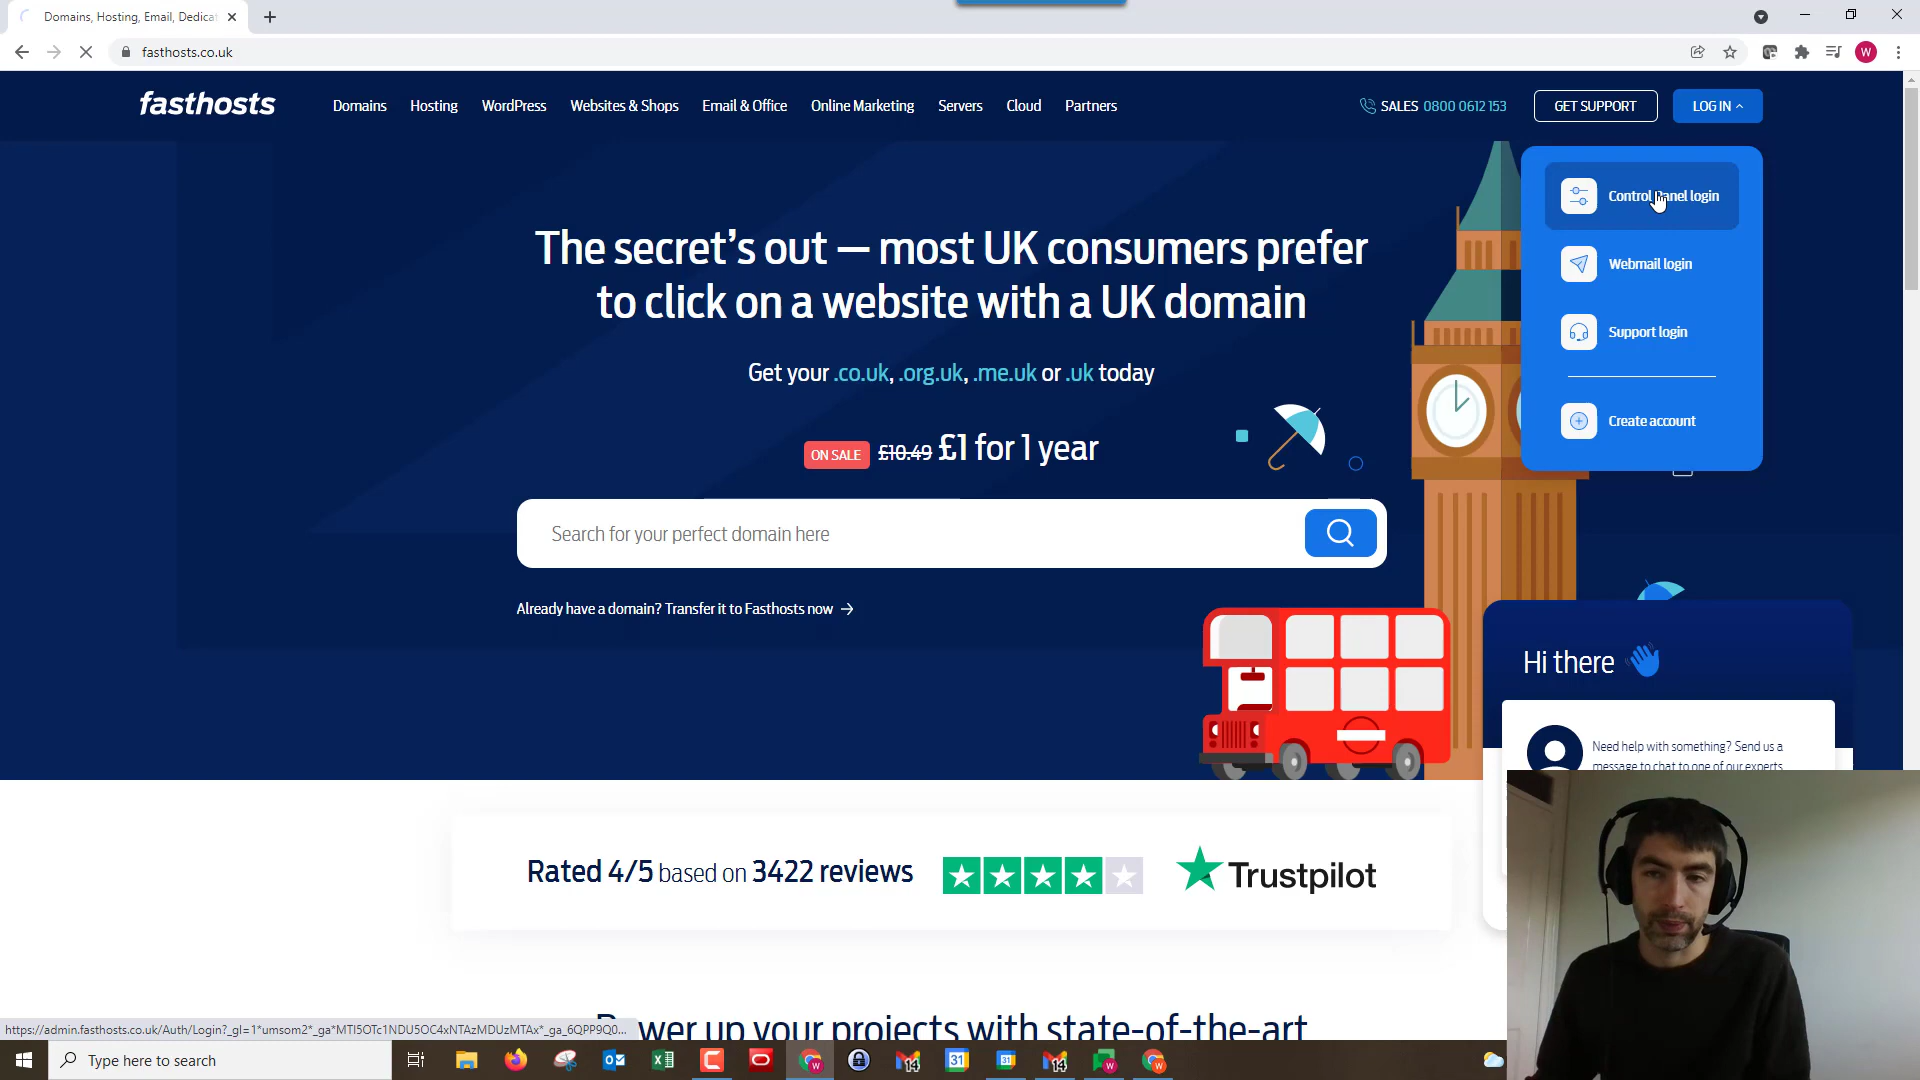 Domains, Hosting, Email, Dedicat
fasthosts.co.uk
W
fasthosts
Domains
Hosting
WordPress
Websites & Shops
Email & Office
Online Marketing
Servers
Cloud
Partners
SALES 0800 0612 153
GET SUPPORT
LOG IN
Control Panel login
Webmail login
Support login
Create account
The secret's out — most UK consumers prefer
to click on a website with a UK domain
Get your .co.uk, .org.uk, .me.uk or .uk today
ON SALE £10.49 £1 for 1 year
Search for your perfect domain here
Already have a domain? Transfer it to Fasthosts now
Hi there
Need help with something? Send us a
message to chat to one of our experts
Rated 4/5 based on 3422 reviews
Trustpilot
Power up your projects with state-of-the-art
https://admin.fasthosts.co.uk/Auth/Login?_gl=1*umsom2*_ga*MTI5OTc1NDU5OC4xNTAzMDUzMTAx*_ga_6QPP9Q0...
Type here to search
14
31
31
14